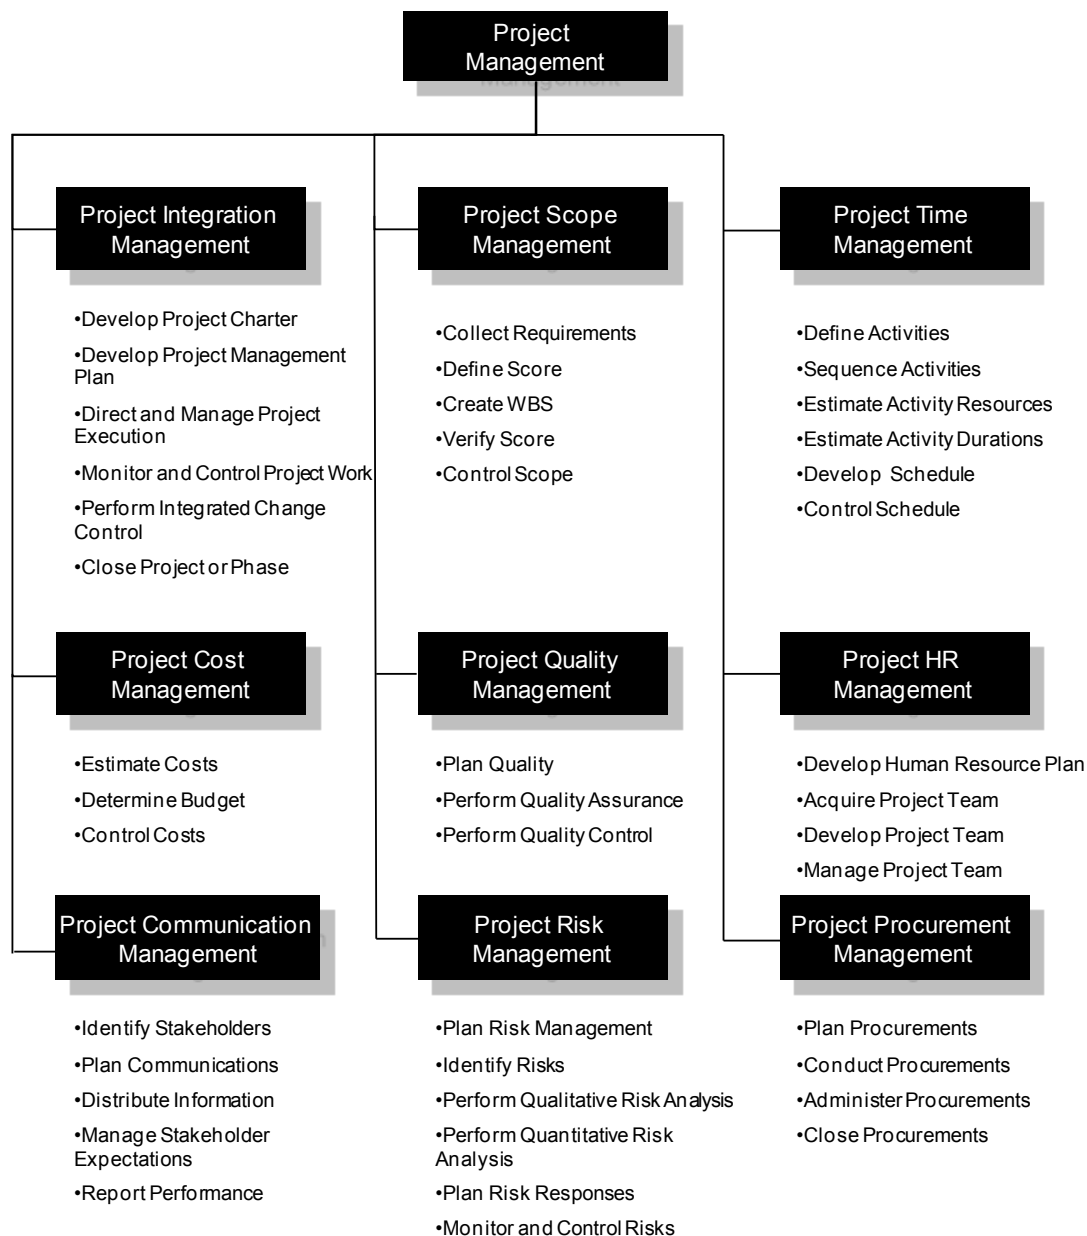 Project
Management
Project Integration
Management
•Develop Project Charter
•Develop Project Management
Plan
•Direct and Manage Project
Execution
•Monitor and Control Project Work
•Perform Integrated Change
Control
•Close Project or Phase
Project Scope
Management
•Collect Requirements
•Define Score
•Create WBS
•Verify Score
•Control Scope
Project Time
Management
•Define Activities
•Sequence Activities
•Estimate Activity Resources
•Estimate Activity Durations
•Develop Schedule
•Control Schedule
Project Cost
Management
•Estimate Costs
•Determine Budget
•Control Costs
Project Quality
Management
•Plan Quality
•Perform Quality Assurance
•Perform Quality Control
Project HR
Management
•Develop Human Resource Plan
•Acquire Project Team
•Develop Project Team
•Manage Project Team
Project Communication
Management
•Identify Stakeholders
•Plan Communications
•Distribute Information
•Manage Stakeholder
Expectations
•Report Performance
Project Risk
Management
•Plan Risk Management
•Identify Risks
•Perform Qualitative Risk Analysis
•Perform Quantitative Risk
Analysis
•Plan Risk Responses
•Monitor and Control Risks
Project Procurement
Management
•Plan Procurements
•Conduct Procurements
•Administer Procurements
•Close Procurements